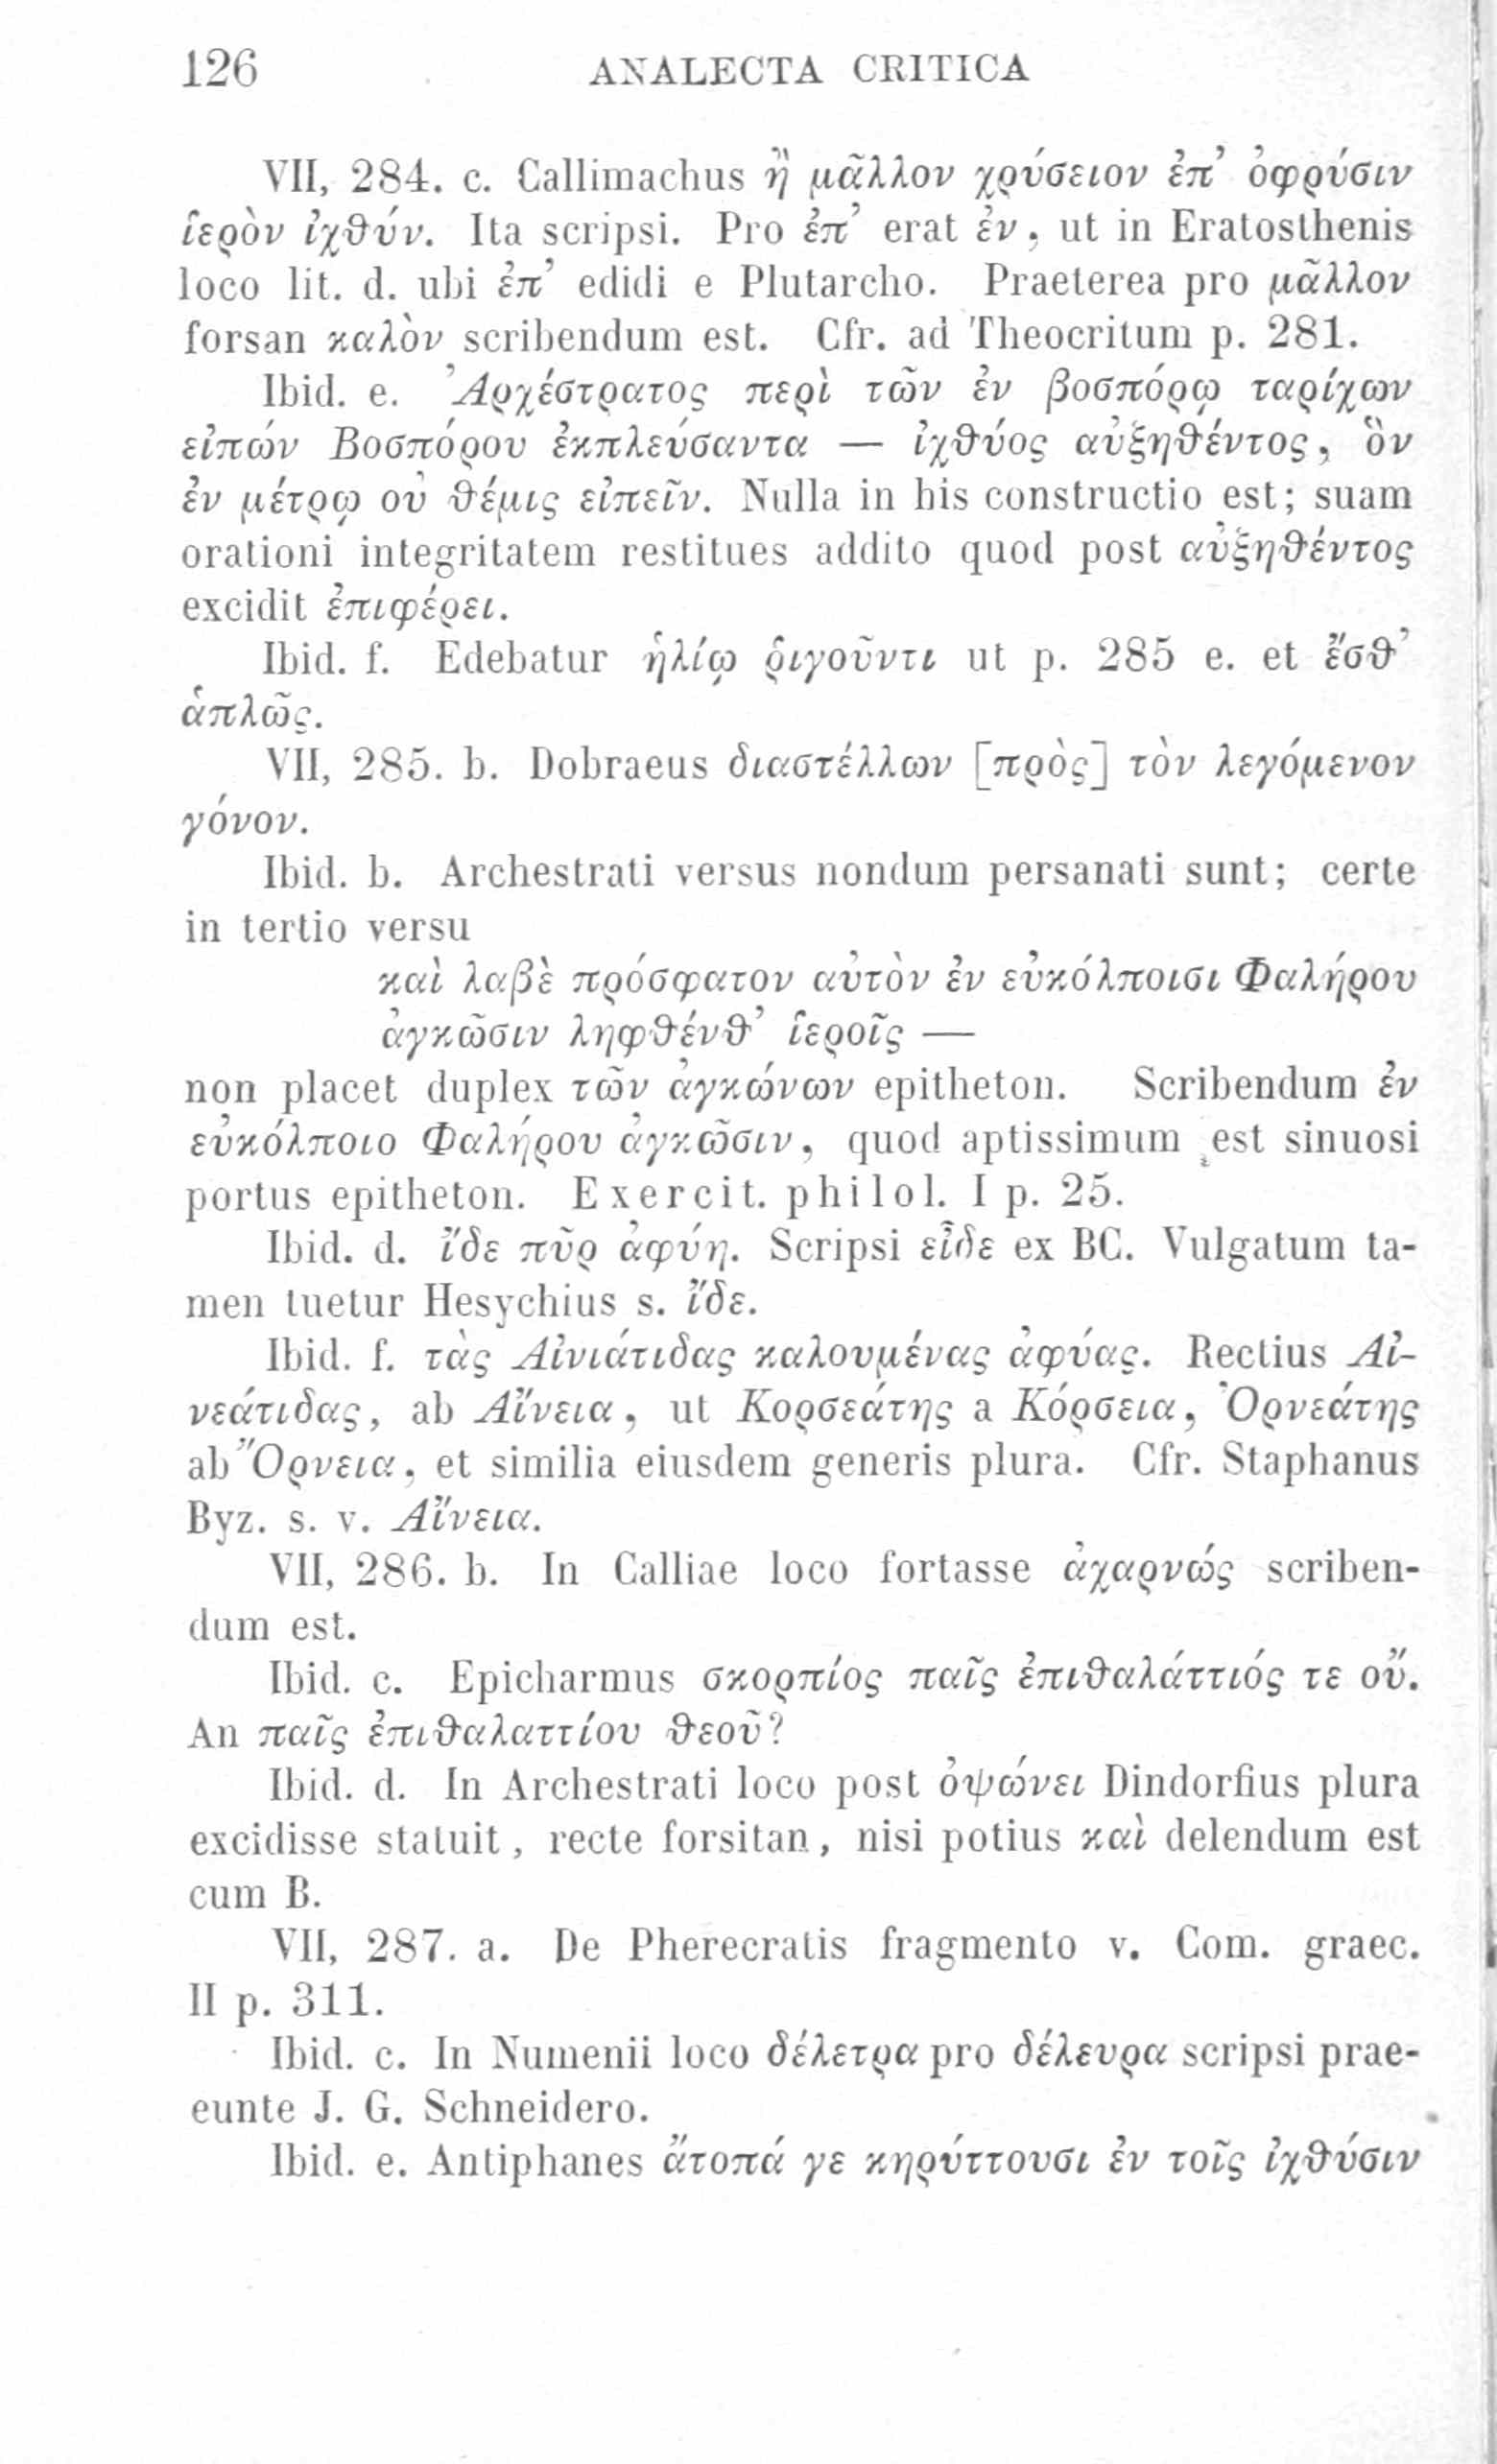 126 ANALECTA CRITICA
VII, 284. c. Callimachus ἢ μᾶλλον χρύσειον ἐπ᾽ ὀφρύσιν
ἱερὸν ἰχθύν. Ita scripsi. Pro ἐπ᾽ erat ἐν, ut in Eratosthenis
loco lit. d. ubi ἐπ᾽ edidi e Plutarcho. Praeterea pro μᾶλλον
forsan καλὸν scribendum est. Cfr. ad Theocritum p. 281.
Ibid. e. Ἀρχέστρατος περὶ τῶν ἐν βοσπόρῳ ταρίχων
εἰπών Βοσπόρου ἐκπλεύσαντα — ἰχθύος αὐξηθέντος, ὃν
ἐν μέτρῳ οὐ θέμις εἰπεῖν. Nulla in his constructio est; suam
orationi integritatem restitues addito quod post αὐξηθέντος
excidit ἐπιφέρει.
Ibid. f. Edebatur ἡλίῳ ῥιγοῦντι ut p. 285 e. et ἔσθ᾽
ἁπλῶς.
VII, 285. b. Dobraeus διαστέλλων [πρὸς] τὸν λεγόμενον
γόνον.
Ibid. b. Archestrati versus nondum persanati sunt; certe
in tertio versu
καὶ λαβὲ πρόσφατον αὐτὸν ἐν εὐκόλποισι Φαλήρου
ἀγκῶσιν ληφθένθ᾽ ἱεροῖς —
non placet duplex τῶν ἀγκώνων epitheton. Scribendum ἐν
εὐκόλποιο Φαλήρου ἀγκῶσιν, quod aptissimum est sinuosi
portus epitheton. Exercit. philol. I p. 25.
Ibid. d. ἴδε πῦρ ἀφύη. Scripsi εἶδε ex BC. Vulgatum ta-
men tuetur Hesychius s. ἴδε.
Ibid. f. τὰς Αἰνιάτιδας καλουμένας ἀφύας. Rectius Αἰ-
νεάτιδας, ab Αἴνεια, ut Κορσεάτης a Κόρσεια, Ὀρνεάτης
ab Ὄρνεια, et similia eiusdem generis plura. Cfr. Staphanus
Byz. s. v. Αἴνεια.
VII, 286. b. In Calliae loco fortasse ἀχαρνώς scriben-
dum est.
Ibid. c. Epicharmus σκορπίος παῖς ἐπιθαλάττιός τε οὔ.
An παῖς ἐπιθαλαττίου θεοῦ?
Ibid. d. In Archestrati loco post ὀψώνει Dindorfius plura
excidisse statuit, recte forsitan, nisi potius καὶ delendum est
cum B.
VII, 287. a. De Pherecratis fragmento v. Com. graec.
II p. 311.
Ibid. c. In Numenii loco δέλετρα pro δέλευρα scripsi prae-
eunte J. G. Schneidero.
Ibid. e. Antiphanes ἄτοπά γε κηρύττουσι ἐν τοῖς ἰχθύσιν